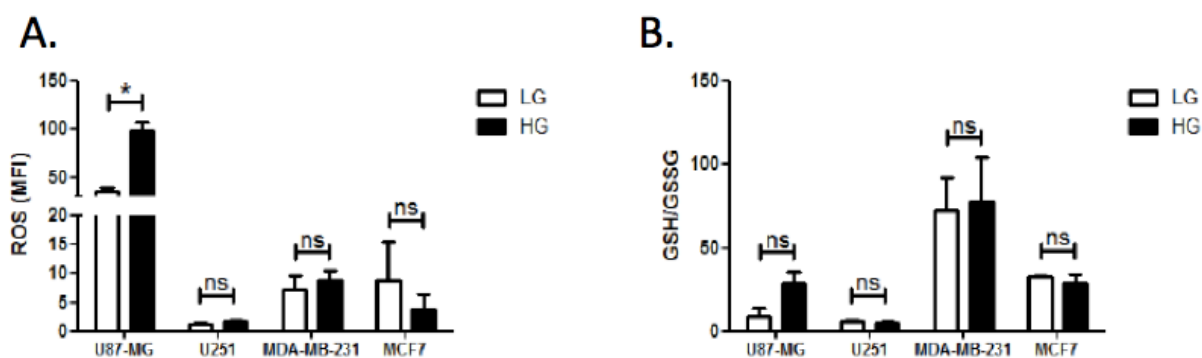 A.
ROS (MFI)
150
100
50
20
15
10
5
0
*
ns
ns
ns
LG
HG
U87-MG
U251
MDA-MB-231
MCF7
B.
GSH/GSSG
150
100
50
0
ns
ns
ns
ns
LG
HG
U87-MG
U251
MDA-MB-231
MCF7